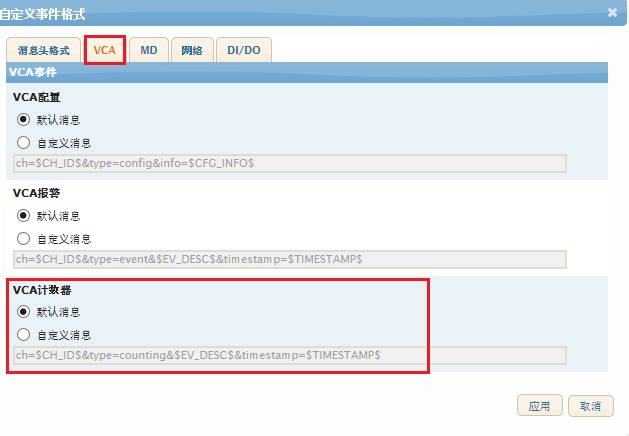 自定义事件格式
消息头格式 VCA MD 网络 DI/DO
VCA事件
VCA配置
默认消息
自定义消息
ch=$CH_ID$&type=config&info=$CFG_INFO$
VCA报警
默认消息
自定义消息
ch=$CH_ID$&type=event&$EV_DESC$&timestamp=$TIMESTAMP$
VCA计数器
默认消息
自定义消息
ch=$CH_ID$&type=counting&$EV_DESC$&timestamp=$TIMESTAMP$
应用 取消